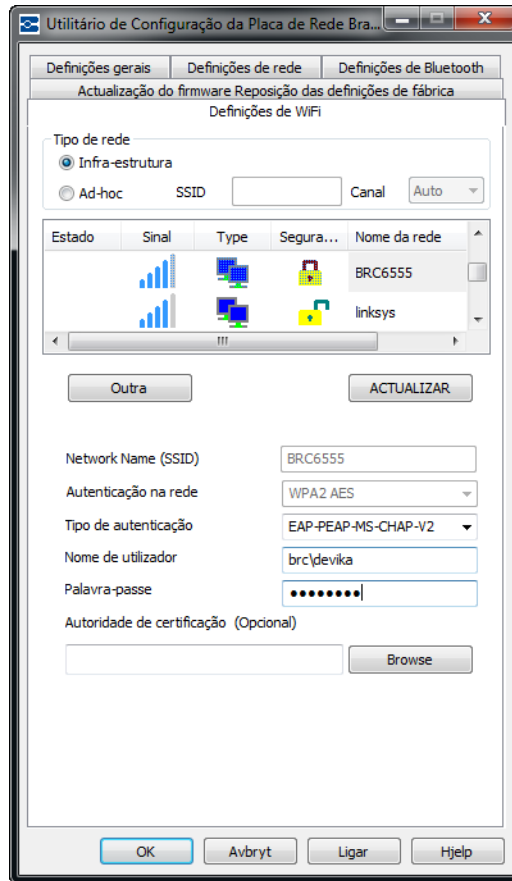 Utilitário de Configuração da Placa de Rede Bra...
Definições gerais Definições de rede Definições de Bluetooth
Actualização do firmware Reposição das definições de fábrica
Definições de WiFi
Tipo de rede
Infra-estrutura
Ad-hoc SSID Canal Auto
Estado Sinal Type Segura... Nome da rede
BRC6555
linksys
Outra ACTUALIZAR
Network Name (SSID) BRC6555
Autenticação na rede WPA2 AES
Tipo de autenticação EAP-PEAP-MS-CHAP-V2
Nome de utilizador brc\devika
Palavra-passe ●●●●●●●●
Autoridade de certificação (Opcional)
Browse
OK Avbryt Ligar Hjelp